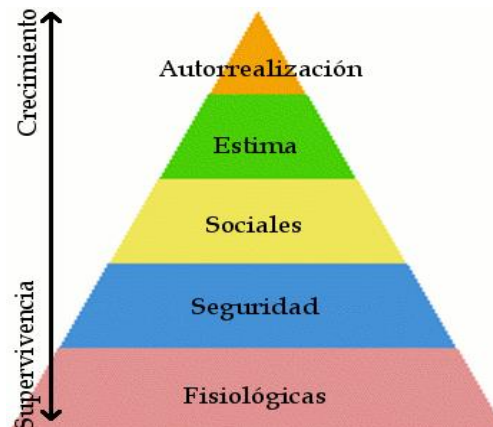 Crecimiento
Supervivencia
Autorrealización
Estima
Sociales
Seguridad
Fisiológicas